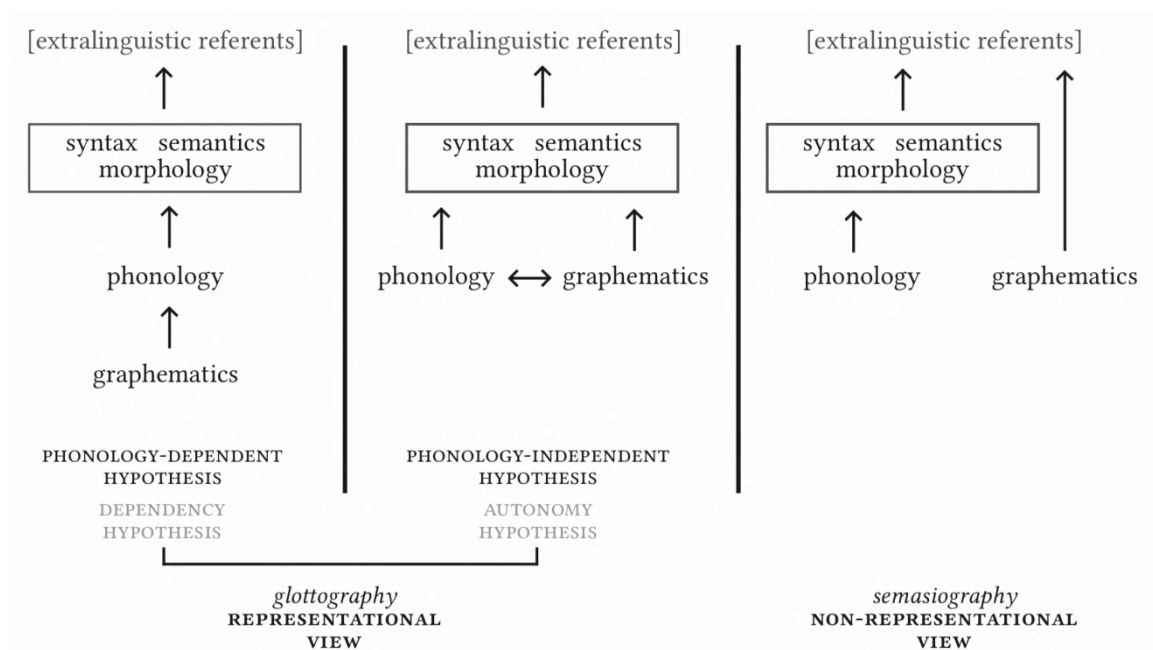 [extralinguistic referents]
syntax semantics
morphology
phonology
graphematics
PHONOLOGY-DEPENDENT
HYPOTHESIS
DEPENDENCY
HYPOTHESIS
[extralinguistic referents]
syntax semantics
morphology
phonology ↔ graphematics
PHONOLOGY-INDEPENDENT
HYPOTHESIS
AUTONOMY
HYPOTHESIS
glottography
REPRESENTATIONAL
VIEW
[extralinguistic referents]
syntax semantics
morphology
phonology graphematics
semasiography
NON-REPRESENTATIONAL
VIEW